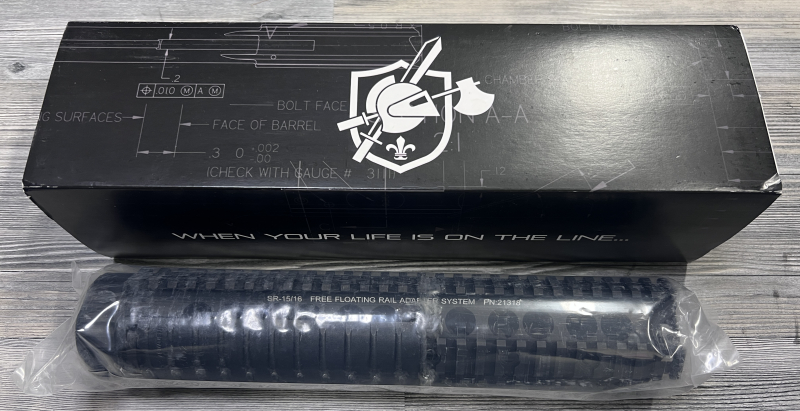 .2
.010 Ⓜ A Ⓜ
BOLT FACE
SURFACES
FACE OF BARREL
A-A
.3 0 -.002
-.00
CHECK WITH GAUGE #
12
WHEN YOUR LIFE IS ON THE LINE...
SR-15/16 FREE FLOATING RAIL ADAPTER SYSTEM PN:21318